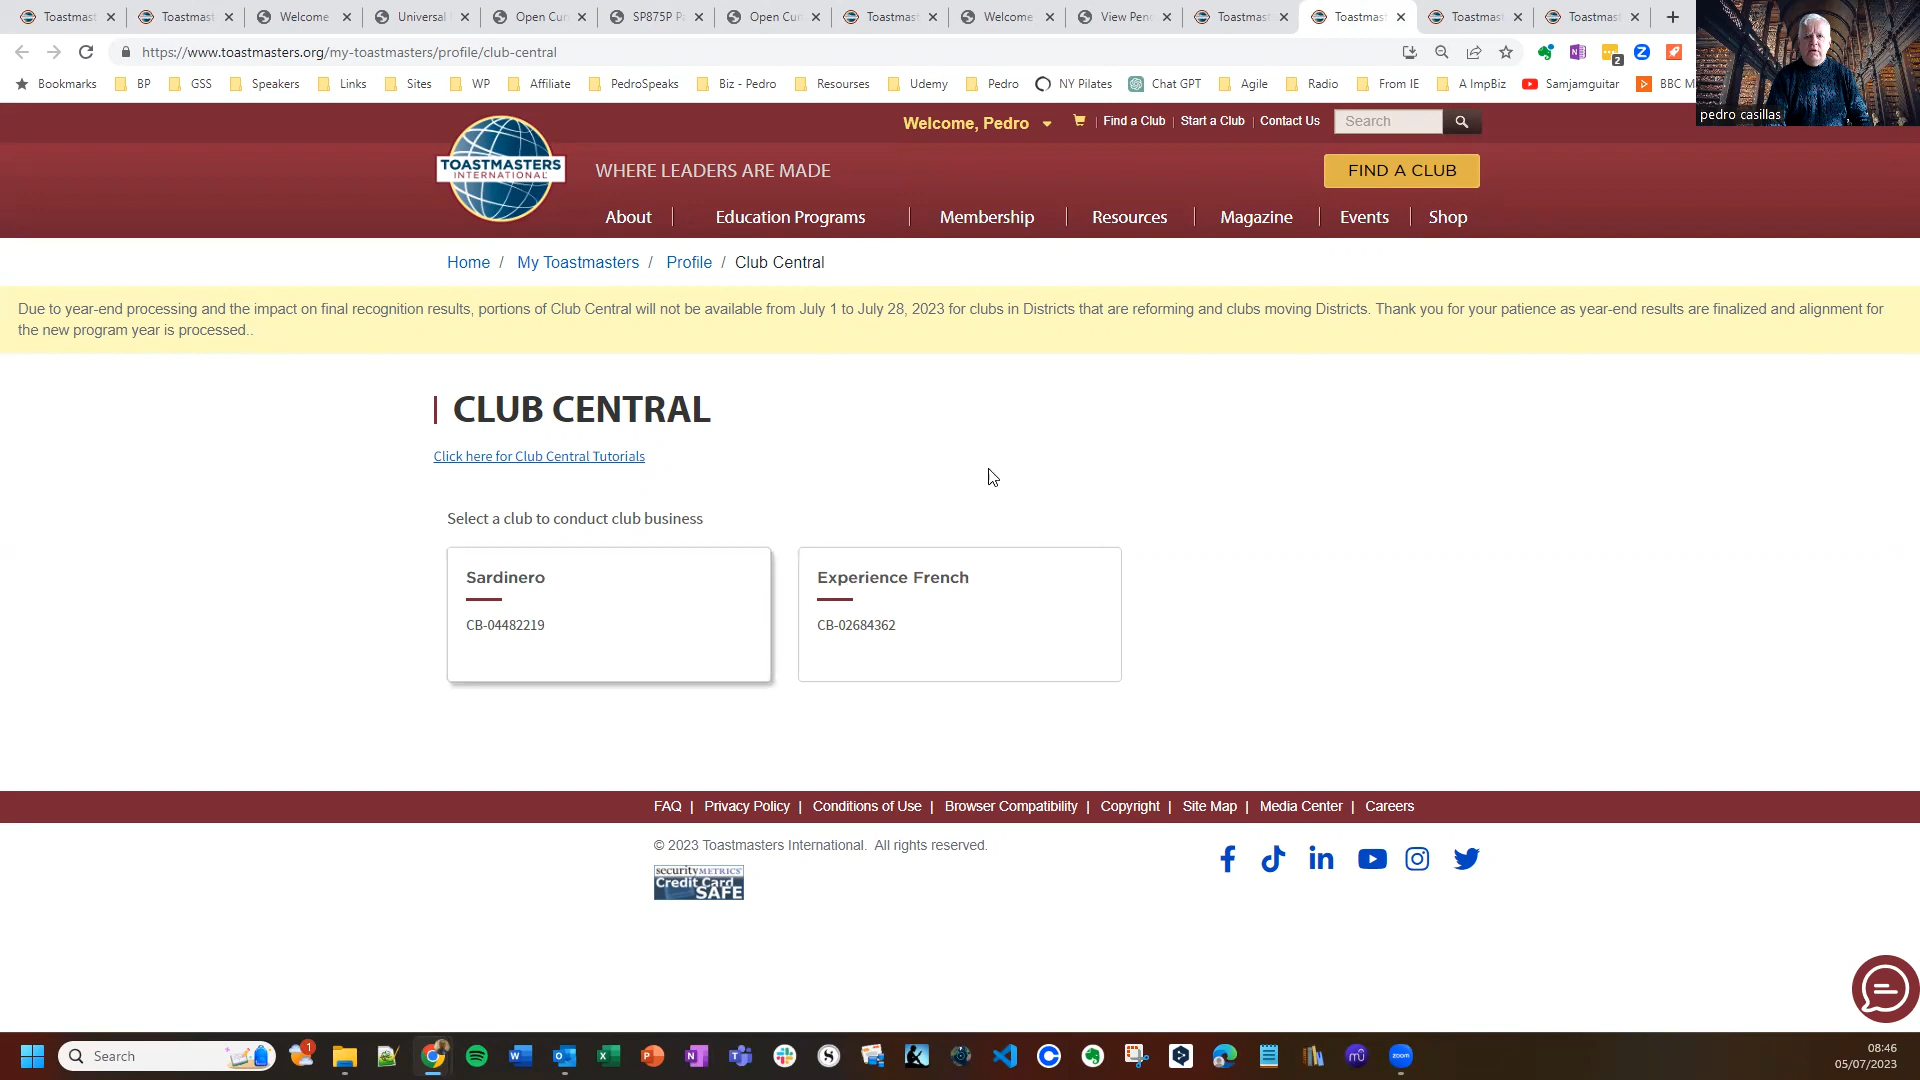 Toastmast
Toastmast
Welcome
Universal
Open Cur
SP875P P
Open Cur
Toastmast
Welcome
View Pen
Toastmast
Toastmast
Toastmast
Toastmast
https://www.toastmasters.org/my-toastmasters/profile/club-central
2
Bookmarks
BP
GSS
Speakers
Links
Sites
WP
Affiliate
PedroSpeaks
Biz - Pedro
Resourses
Udemy
Pedro
NY Pilates
Chat GPT
Agile
Radio
From IE
A ImpBiz
Samjamguitar
BBC M
pedro casillas
Welcome, Pedro
Find a Club | Start a Club | Contact Us
Search
TOASTMASTERS
INTERNATIONAL
WHERE LEADERS ARE MADE
FIND A CLUB
About | Education Programs | Membership | Resources | Magazine | Events | Shop
Home / My Toastmasters / Profile / Club Central
Due to year-end processing and the impact on final recognition results, portions of Club Central will not be available from July 1 to July 28, 2023 for clubs in Districts that are reforming and clubs moving Districts. Thank you for your patience as year-end results are finalized and alignment for
the new program year is processed..
CLUB CENTRAL
Click here for Club Central Tutorials
Select a club to conduct club business
Sardinero
CB-04482219
Experience French
CB-02684362
FAQ | Privacy Policy | Conditions of Use | Browser Compatibility | Copyright | Site Map | Media Center | Careers
© 2023 Toastmasters International. All rights reserved.
securityMETRICS
Credit Card
SAFE
Search
1
zoom
08:46
05/07/2023